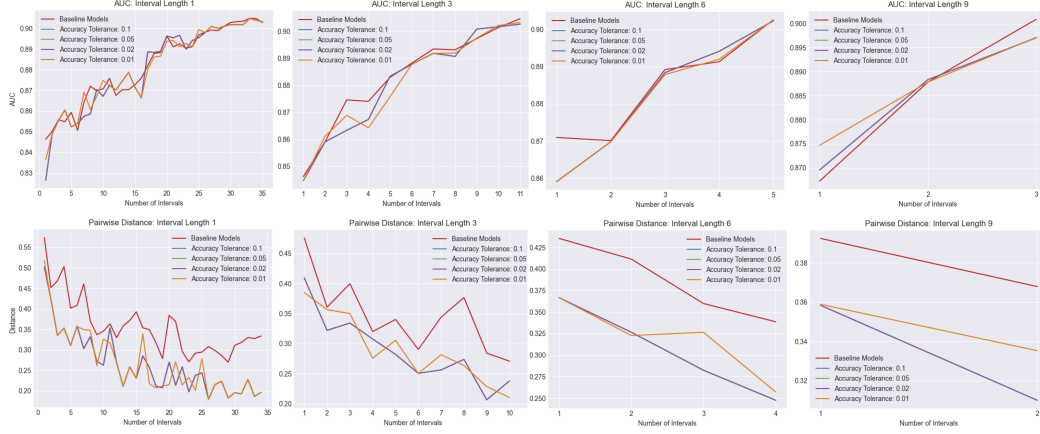 AUC: Interval Length 1
AUC
0.90
0.89
0.88
0.87
0.86
0.85
0.84
0.83
Baseline Models
Accuracy Tolerance: 0.1
Accuracy Tolerance: 0.05
Accuracy Tolerance: 0.02
Accuracy Tolerance: 0.01
0 5 10 15 20 25 30 35
Number of Intervals
AUC: Interval Length 3
0.90
0.89
0.88
0.87
0.86
0.85
Baseline Models
Accuracy Tolerance: 0.1
Accuracy Tolerance: 0.05
Accuracy Tolerance: 0.02
Accuracy Tolerance: 0.01
1 2 3 4 5 6 7 8 9 10 11
Number of Intervals
AUC: Interval Length 6
0.90
0.89
0.88
0.87
0.86
Baseline Models
Accuracy Tolerance: 0.1
Accuracy Tolerance: 0.05
Accuracy Tolerance: 0.02
Accuracy Tolerance: 0.01
1 2 3 4 5
Number of Intervals
AUC: Interval Length 9
0.900
0.895
0.890
0.885
0.880
0.875
0.870
Baseline Models
Accuracy Tolerance: 0.1
Accuracy Tolerance: 0.05
Accuracy Tolerance: 0.02
Accuracy Tolerance: 0.01
1 2 3
Number of Intervals
Pairwise Distance: Interval Length 1
Distance
0.55
0.50
0.45
0.40
0.35
0.30
0.25
0.20
Baseline Models
Accuracy Tolerance: 0.1
Accuracy Tolerance: 0.05
Accuracy Tolerance: 0.02
Accuracy Tolerance: 0.01
0 5 10 15 20 25 30 35
Number of Intervals
Pairwise Distance: Interval Length 3
0.45
0.40
0.35
0.30
0.25
0.20
Baseline Models
Accuracy Tolerance: 0.1
Accuracy Tolerance: 0.05
Accuracy Tolerance: 0.02
Accuracy Tolerance: 0.01
1 2 3 4 5 6 7 8 9 10
Number of Intervals
Pairwise Distance: Interval Length 6
0.425
0.400
0.375
0.350
0.325
0.300
0.275
0.250
Baseline Models
Accuracy Tolerance: 0.1
Accuracy Tolerance: 0.05
Accuracy Tolerance: 0.02
Accuracy Tolerance: 0.01
1 2 3 4
Number of Intervals
Pairwise Distance: Interval Length 9
0.38
0.36
0.34
0.32
Baseline Models
Accuracy Tolerance: 0.1
Accuracy Tolerance: 0.05
Accuracy Tolerance: 0.02
Accuracy Tolerance: 0.01
1 2
Number of Intervals